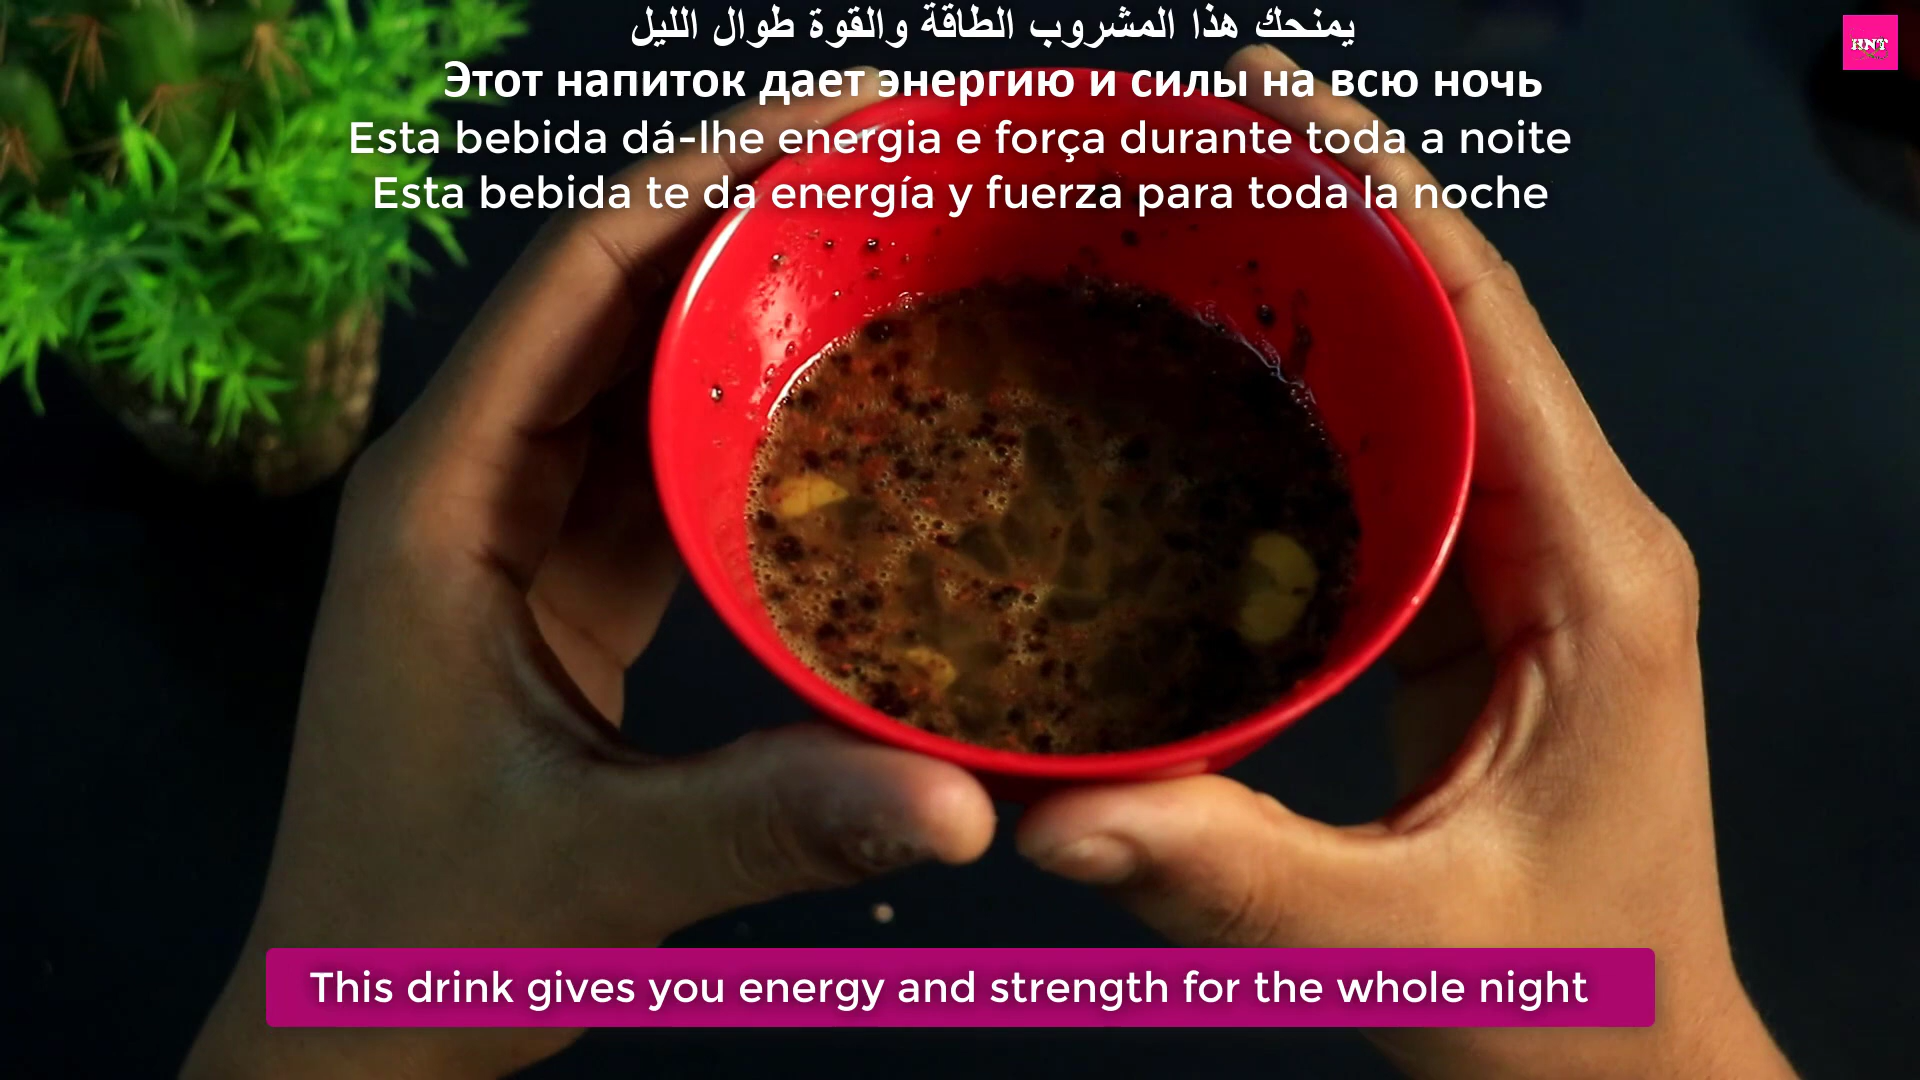 يمنحك هذا المشروب الطاقة والقوة طوال الليل
HNT
Этот напиток дает энергию и силы на всю ночь
Esta bebida dá-lhe energia e força durante toda a noite
Esta bebida te da energía y fuerza para toda la noche
This drink gives you energy and strength for the whole night